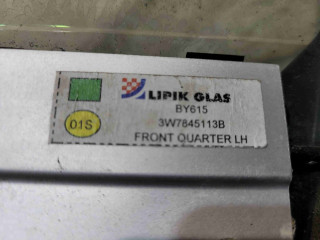 LIPIK GLAS
BY615
01S
3W7845113B
FRONT QUARTER LH